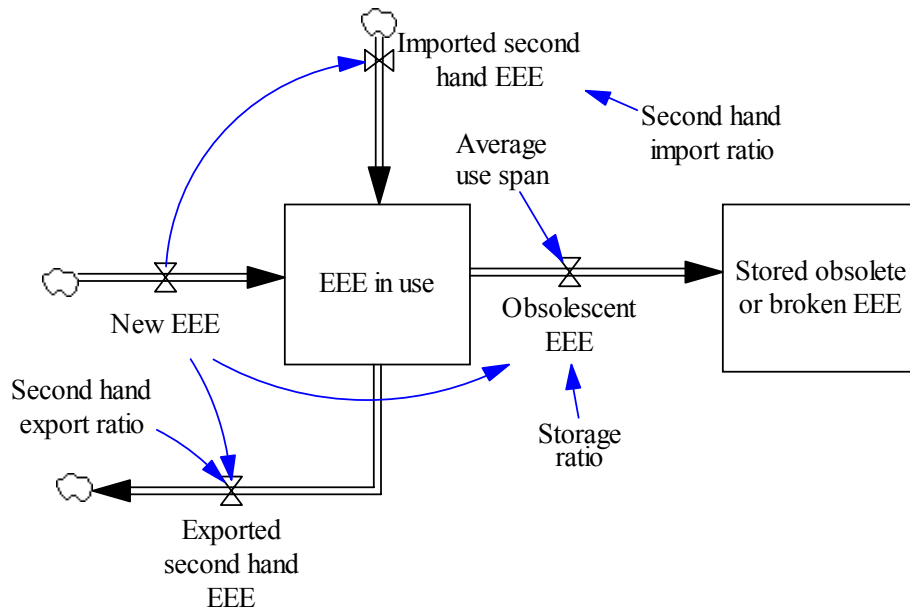 Imported second
hand EEE
Second hand
import ratio
Average
use span
EEE in use
Stored obsolete
or broken EEE
New EEE
Obsolescent
EEE
Second hand
export ratio
Storage
ratio
Exported
second hand
EEE